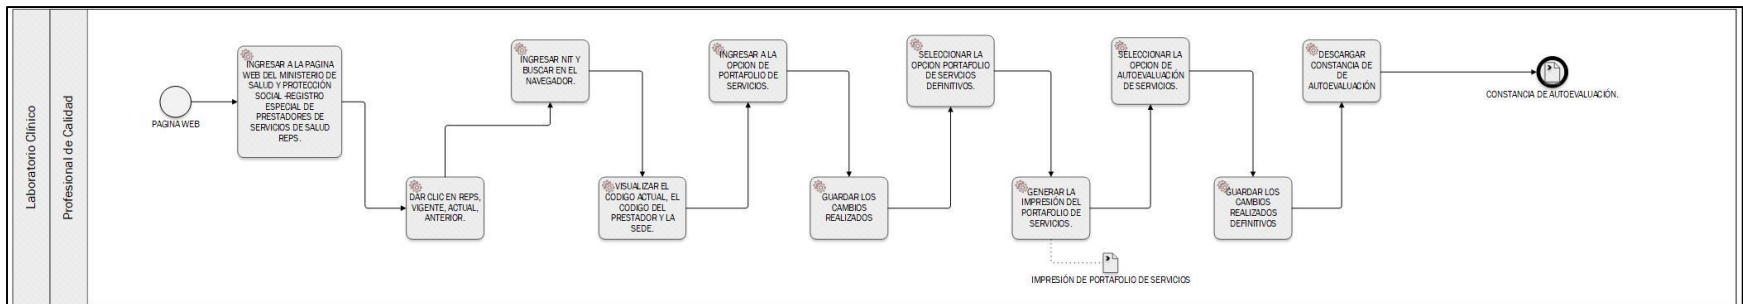 Laboratorio Clínico
Profesional de Calidad
PAGINA WEB
INGRESAR A LA PAGINA
WEB DEL MINISTERIO DE
SALUD Y PROTECCIÓN
SOCIAL -REGISTRO
ESPECIAL DE
PRESTADORES DE
SERVICIOS DE SALUD
REPS.
DAR CLIC EN REPS,
VIGENTE, ACTUAL,
ANTERIOR.
INGRESAR NIT Y
BUSCAR EN EL
NAVEGADOR.
VISUALIZAR EL
CODIGO ACTUAL, EL
CODIGO DEL
PRESTADOR Y LA
SEDE.
INGRESAR A LA
OPCION DE
PORTAFOLIO DE
SERVICIOS.
GUARDAR LOS
CAMBIOS
REALIZADOS
SELECCIONAR LA
OPCION PORTAFOLIO
DE SERVCIOS
DEFINITIVOS.
GENERAR LA
IMPRESIÓN DEL
PORTAFOLIO DE
SERVICIOS.
IMPRESIÓN DE PORTAFOLIO DE SERVICIOS
SELECCIONAR LA
OPCION DE
AUTOEVALUACIÓN
DE SERVICIOS.
GUARDAR LOS
CAMBIOS
REALIZADOS
DEFINITIVOS
DESCARGAR
CONSTANCIA DE
DE
AUTOEVALUACIÓN
CONSTANCIA DE AUTOEVALUACIÓN.